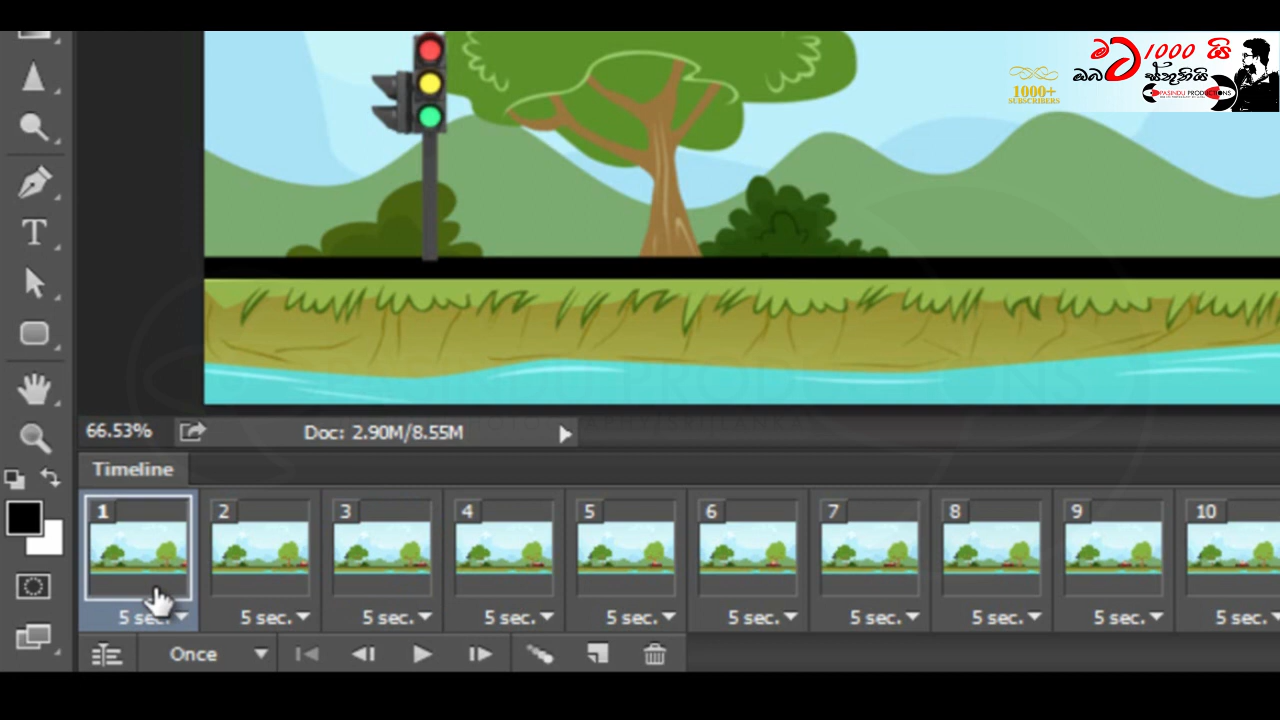 මට 1000 යි
ඔබට ස්තූතියි
1000+
SUBSCRIBERS
PASINDU PRODUCTIONS
T
66.53%
Doc: 2.90M/8.55M
Timeline
1 2 3 4 5 6 7 8 9 10
5 sec. 5 sec. 5 sec. 5 sec. 5 sec. 5 sec. 5 sec. 5 sec. 5 sec. 5 sec.
Once